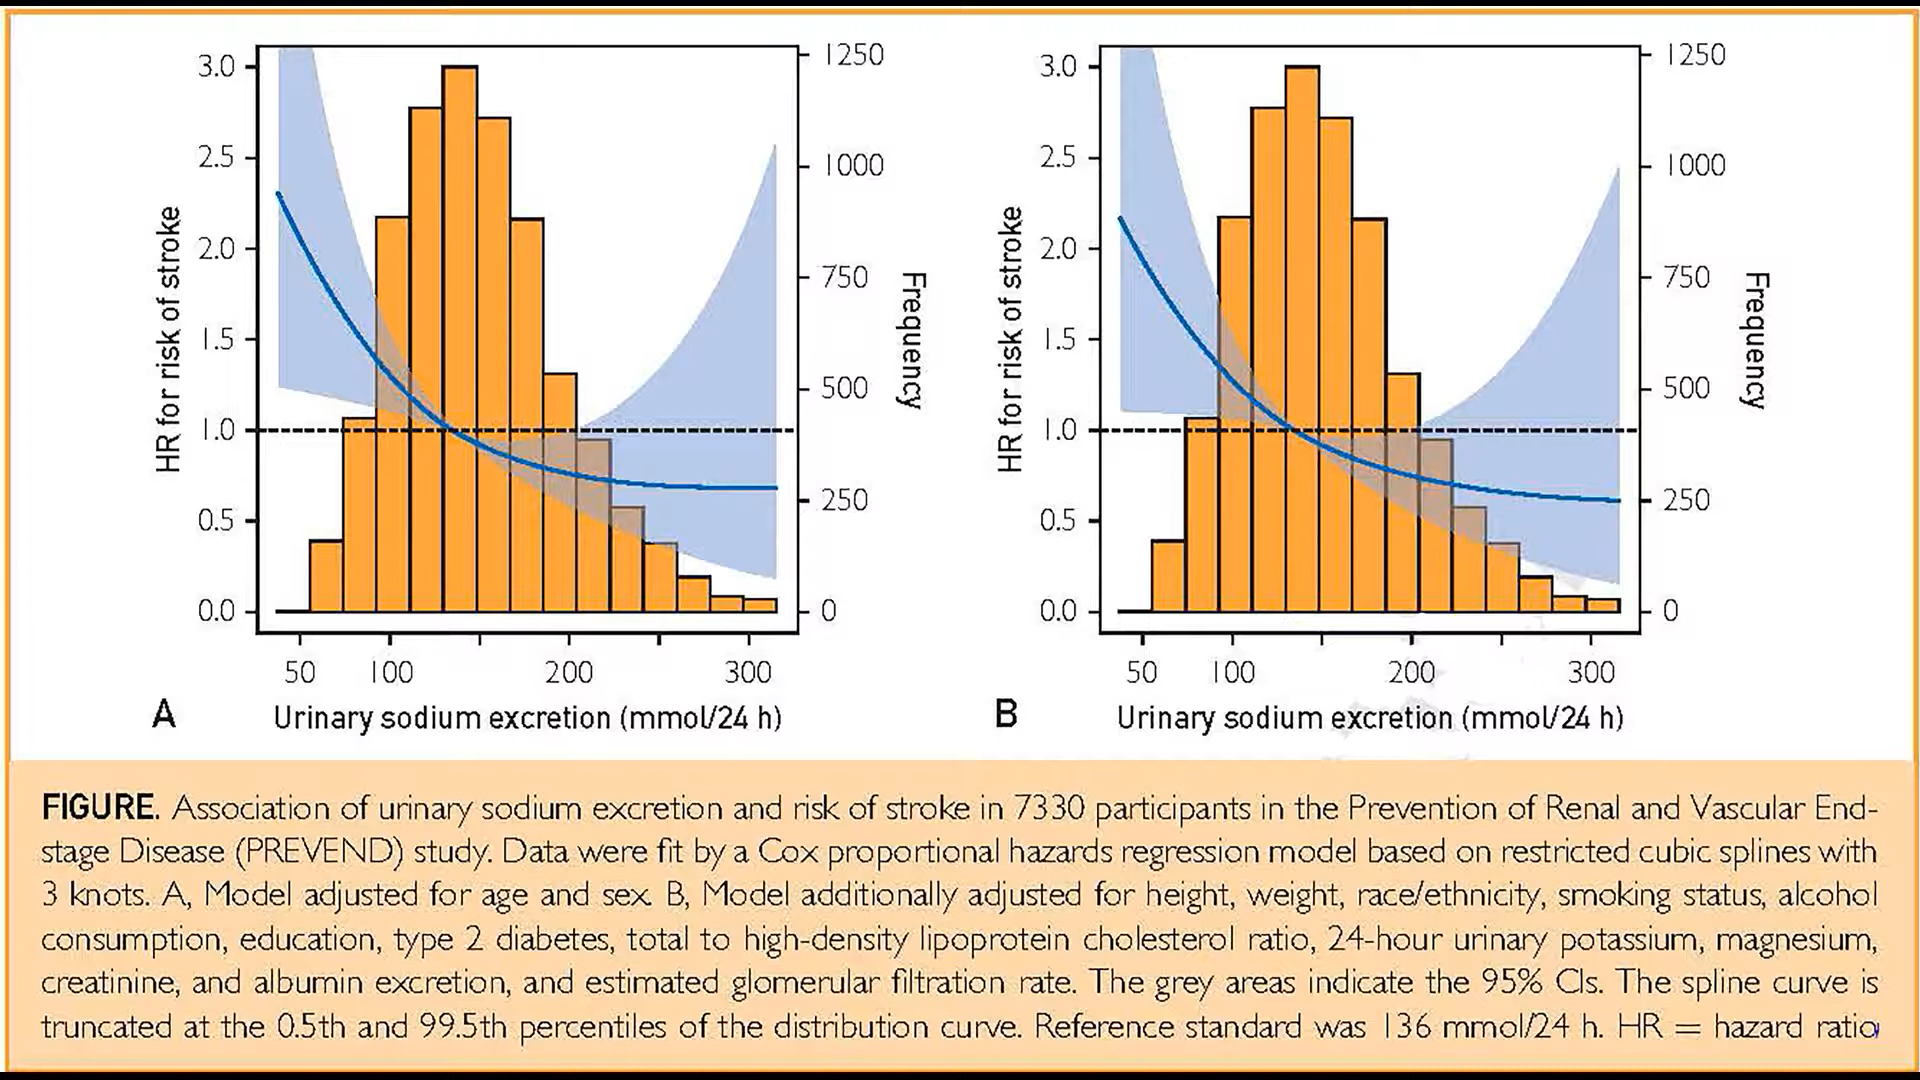 3.0
2.5
2.0
1.5
1.0
0.5
0.0
HR for risk of stroke
1250
1000
750
500
250
0
Frequency
50 100 200 300
A Urinary sodium excretion (mmol/24 h)
3.0
2.5
2.0
1.5
1.0
0.5
0.0
HR for risk of stroke
1250
1000
750
500
250
0
Frequency
50 100 200 300
B Urinary sodium excretion (mmol/24 h)
FIGURE. Association of urinary sodium excretion and risk of stroke in 7330 participants in the Prevention of Renal and Vascular End-
stage Disease (PREVEND) study. Data were fit by a Cox proportional hazards regression model based on restricted cubic splines with
3 knots. A, Model adjusted for age and sex. B, Model additionally adjusted for height, weight, race/ethnicity, smoking status, alcohol
consumption, education, type 2 diabetes, total to high-density lipoprotein cholesterol ratio, 24-hour urinary potassium, magnesium,
creatinine, and albumin excretion, and estimated glomerular filtration rate. The grey areas indicate the 95% CIs. The spline curve is
truncated at the 0.5th and 99.5th percentiles of the distribution curve. Reference standard was 136 mmol/24 h. HR = hazard ratio